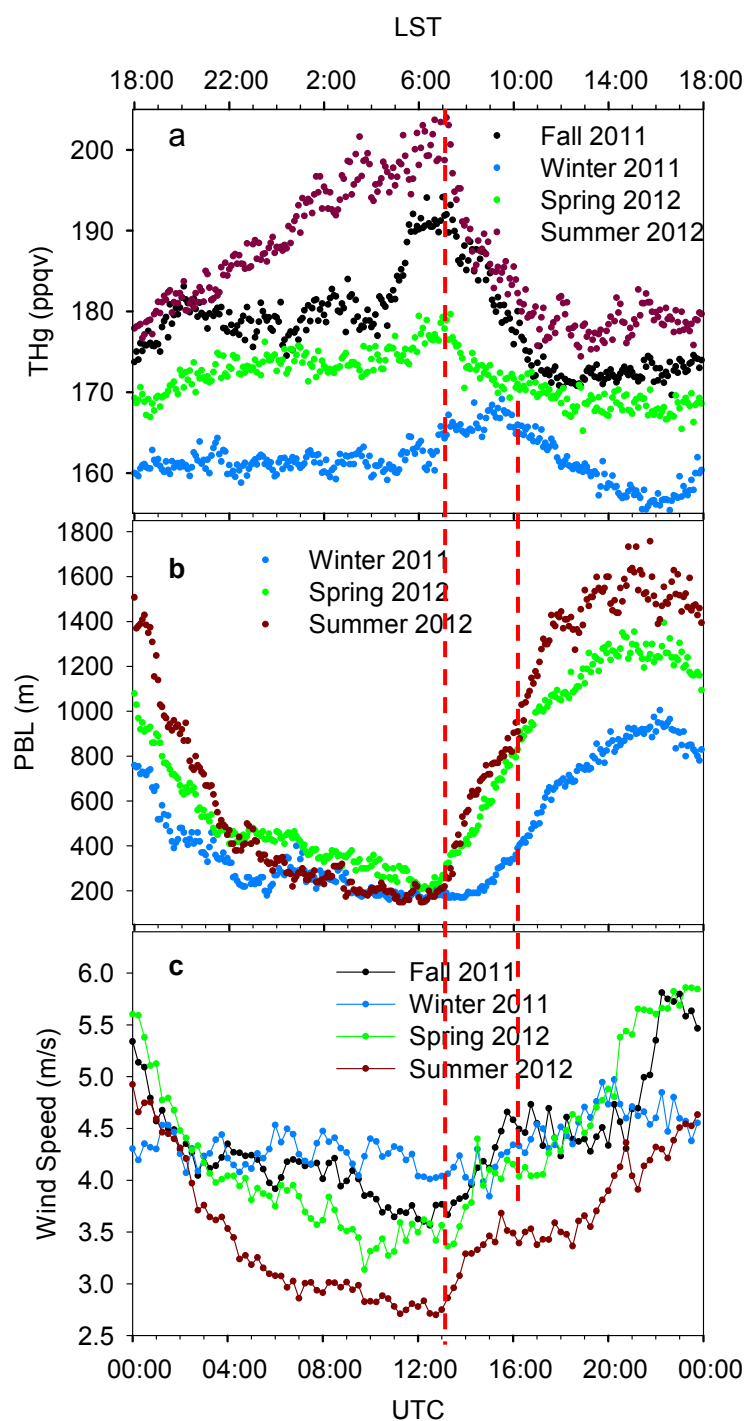 LST
18:00 22:00 2:00 6:00 10:00 14:00 18:00
a
Fall 2011
Winter 2011
Spring 2012
Summer 2012
200
190
180
170
160
THg (ppqv)
b
Winter 2011
Spring 2012
Summer 2012
1800
1600
1400
1200
1000
800
600
400
200
PBL (m)
c
Fall 2011
Winter 2011
Spring 2012
Summer 2012
6.0
5.5
5.0
4.5
4.0
3.5
3.0
2.5
Wind Speed (m/s)
00:00 04:00 08:00 12:00 16:00 20:00 00:00
UTC